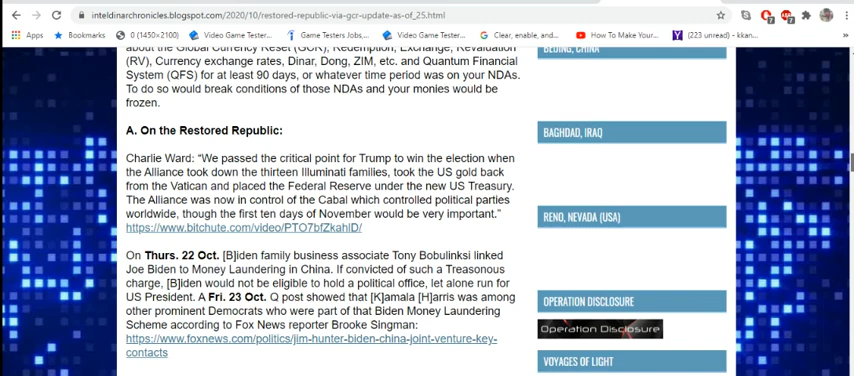 inteldinarchronicles.blogspot.com/2020/10/restored-republic-via-gcr-update-as-of_25.html
Apps
Bookmarks
0 (1450×2100)
Video Game Tester...
Game Testers Jobs,...
Video Game Tester...
Clear, enable, and...
How To Make Your...
(223 unread) - kkan...
about the Global Currency Reset (GCR), Redemption, Exchange, Revaluation
(RV), Currency exchange rates, Dinar, Dong, ZIM, etc. and Quantum Financial
System (QFS) for at least 90 days, or whatever time period was on your NDAs.
To do so would break conditions of those NDAs and your monies would be
frozen.
A. On the Restored Republic:
Charlie Ward: “We passed the critical point for Trump to win the election when
the Alliance took down the thirteen Illuminati families, took the US gold back
from the Vatican and placed the Federal Reserve under the new US Treasury.
The Alliance was now in control of the Cabal which controlled political parties
worldwide, though the first ten days of November would be very important.”
https://www.bitchute.com/video/PTO7bfZkahID/
On Thurs. 22 Oct. [B]iden family business associate Tony Bobulinksi linked
Joe Biden to Money Laundering in China. If convicted of such a Treasonous
charge, [B]iden would not be eligible to hold a political office, let alone run for
US President. A Fri. 23 Oct. Q post showed that [K]amala [H]arris was among
other prominent Democrats who were part of that Biden Money Laundering
Scheme according to Fox News reporter Brooke Singman:
https://www.foxnews.com/politics/jim-hunter-biden-china-joint-venture-key-
contacts
BEIJING, CHINA
BAGHDAD, IRAQ
RENO, NEVADA (USA)
OPERATION DISCLOSURE
Operation Disclosure
VOYAGES OF LIGHT